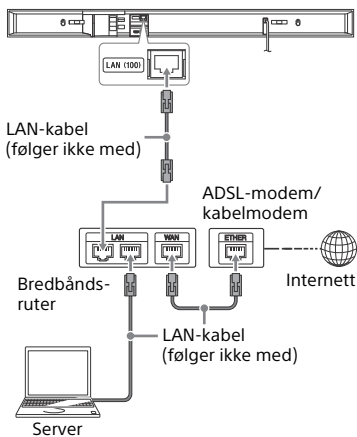 LAN (100)
LAN-kabel
(følger ikke med)
ADSL-modem/
kabelmodem
LAN
WAN
ETHER
Bredbånds-
ruter
Internett
LAN-kabel
(følger ikke med)
Server